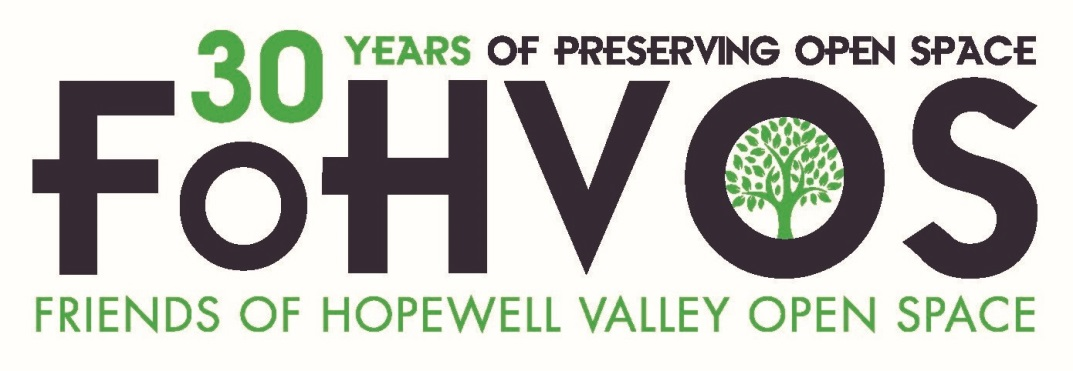 30 YEARS OF PRESERVING OPEN SPACE
FoHVOS
FRIENDS OF HOPEWELL VALLEY OPEN SPACE